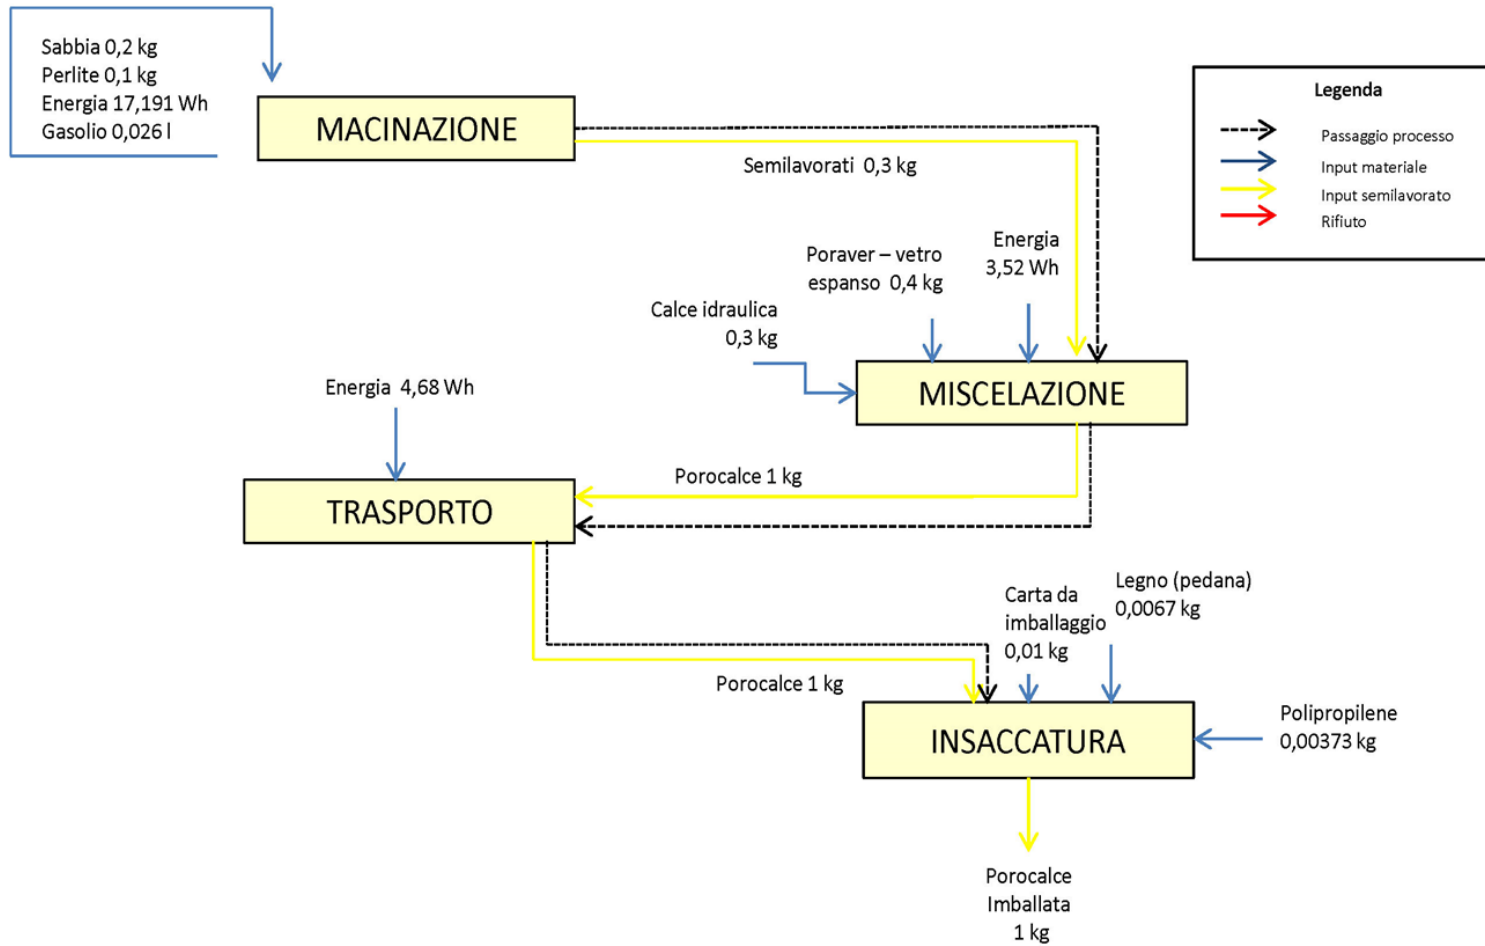 Sabbia 0,2 kg
Perlite 0,1 kg
Energia 17,191 Wh
Gasolio 0,026 l
MACINAZIONE
Legenda
Passaggio processo
Input materiale
Input semilavorato
Rifiuto
Semilavorati 0,3 kg
Energia
3,52 Wh
Poraver – vetro
espanso 0,4 kg
Calce idraulica
0,3 kg
MISCELAZIONE
Energia 4,68 Wh
Porocalce 1 kg
TRASPORTO
Legno (pedana)
0,0067 kg
Carta da
imballaggio
0,01 kg
Porocalce 1 kg
INSACCATURA
Polipropilene
0,00373 kg
Porocalce
Imballata
1 kg